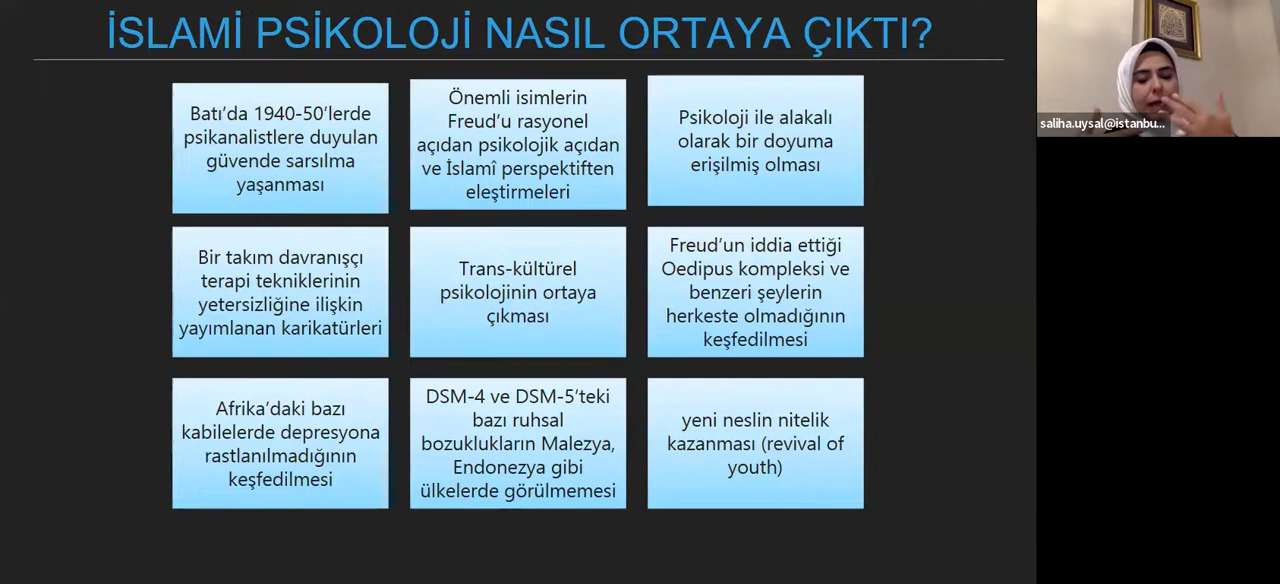 İSLAMİ PSİKOLOJİ NASIL ORTAYA ÇIKTI?
Batı’da 1940-50’lerde
psikanalistlere duyulan
güvende sarsılma
yaşanması
Önemli isimlerin
Freud’u rasyonel
açıdan psikolojik açıdan
ve İslamî perspektiften
eleştirmeleri
Psikoloji ile alakalı
olarak bir doyuma
erişilmiş olması
Bir takım davranışçı
terapi tekniklerinin
yetersizliğine ilişkin
yayımlanan karikatürleri
Trans-kültürel
psikolojinin ortaya
çıkması
Freud’un iddia ettiği
Oedipus kompleksi ve
benzeri şeylerin
herkeste olmadığının
keşfedilmesi
Afrika’daki bazı
kabilelerde depresyona
rastlanılmadığının
keşfedilmesi
DSM-4 ve DSM-5’teki
bazı ruhsal
bozuklukların Malezya,
Endonezya gibi
ülkelerde görülmemesi
yeni neslin nitelik
kazanması (revival of
youth)
saliha.uysal@istanbu...